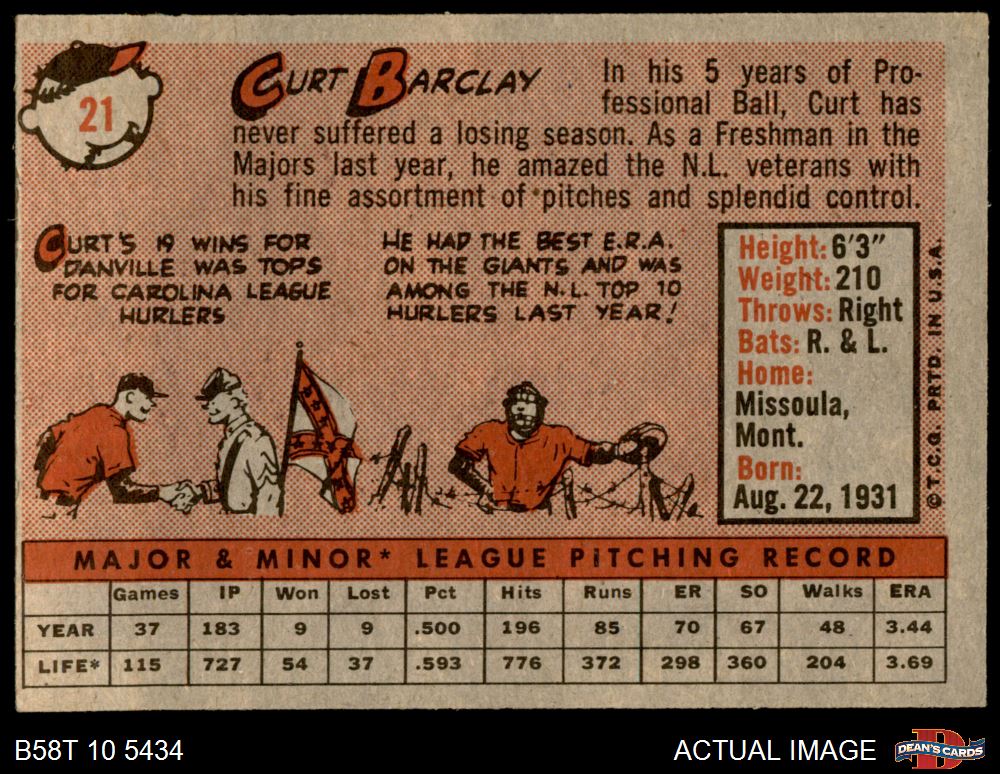 21
CURT BARCLAY
In his 5 years of Pro-
fessional Ball, Curt has
never suffered a losing season. As a Freshman in the
Majors last year, he amazed the N.L. veterans with
his fine assortment of pitches and splendid control.
CURT'S 19 WINS FOR
DANVILLE WAS TOPS
FOR CAROLINA LEAGUE
HURLERS
HE HAD THE BEST E.R.A.
ON THE GIANTS AND WAS
AMONG THE N.L. TOP 10
HURLERS LAST YEAR!
Height: 6'3"
Weight: 210
Throws: Right
Bats: R. & L.
Home:
Missoula,
Mont.
Born:
Aug. 22, 1931
©T.C.G. PRTD. IN U.S.A.
MAJOR & MINOR* LEAGUE PITCHING RECORD
Games IP Won Lost Pct Hits Runs ER SO Walks ERA
YEAR 37 183 9 9 .500 196 85 70 67 48 3.44
LIFE* 115 727 54 37 .593 776 372 298 360 204 3.69
B58T 10 5434
ACTUAL IMAGE
D
DEAN'S CARDS